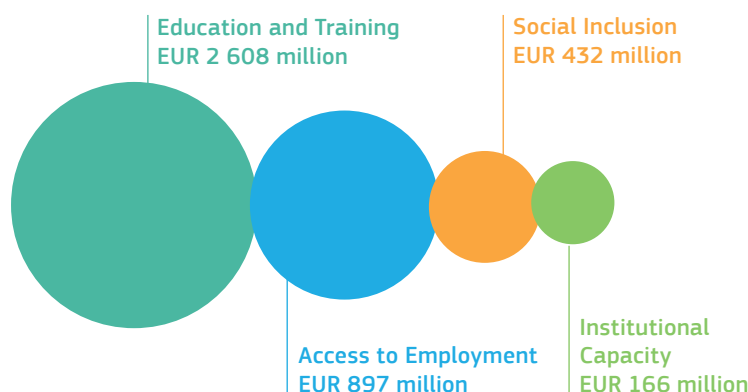 Education and Training
EUR 2 608 million
Social Inclusion
EUR 432 million
Access to Employment
EUR 897 million
Institutional
Capacity
EUR 166 million